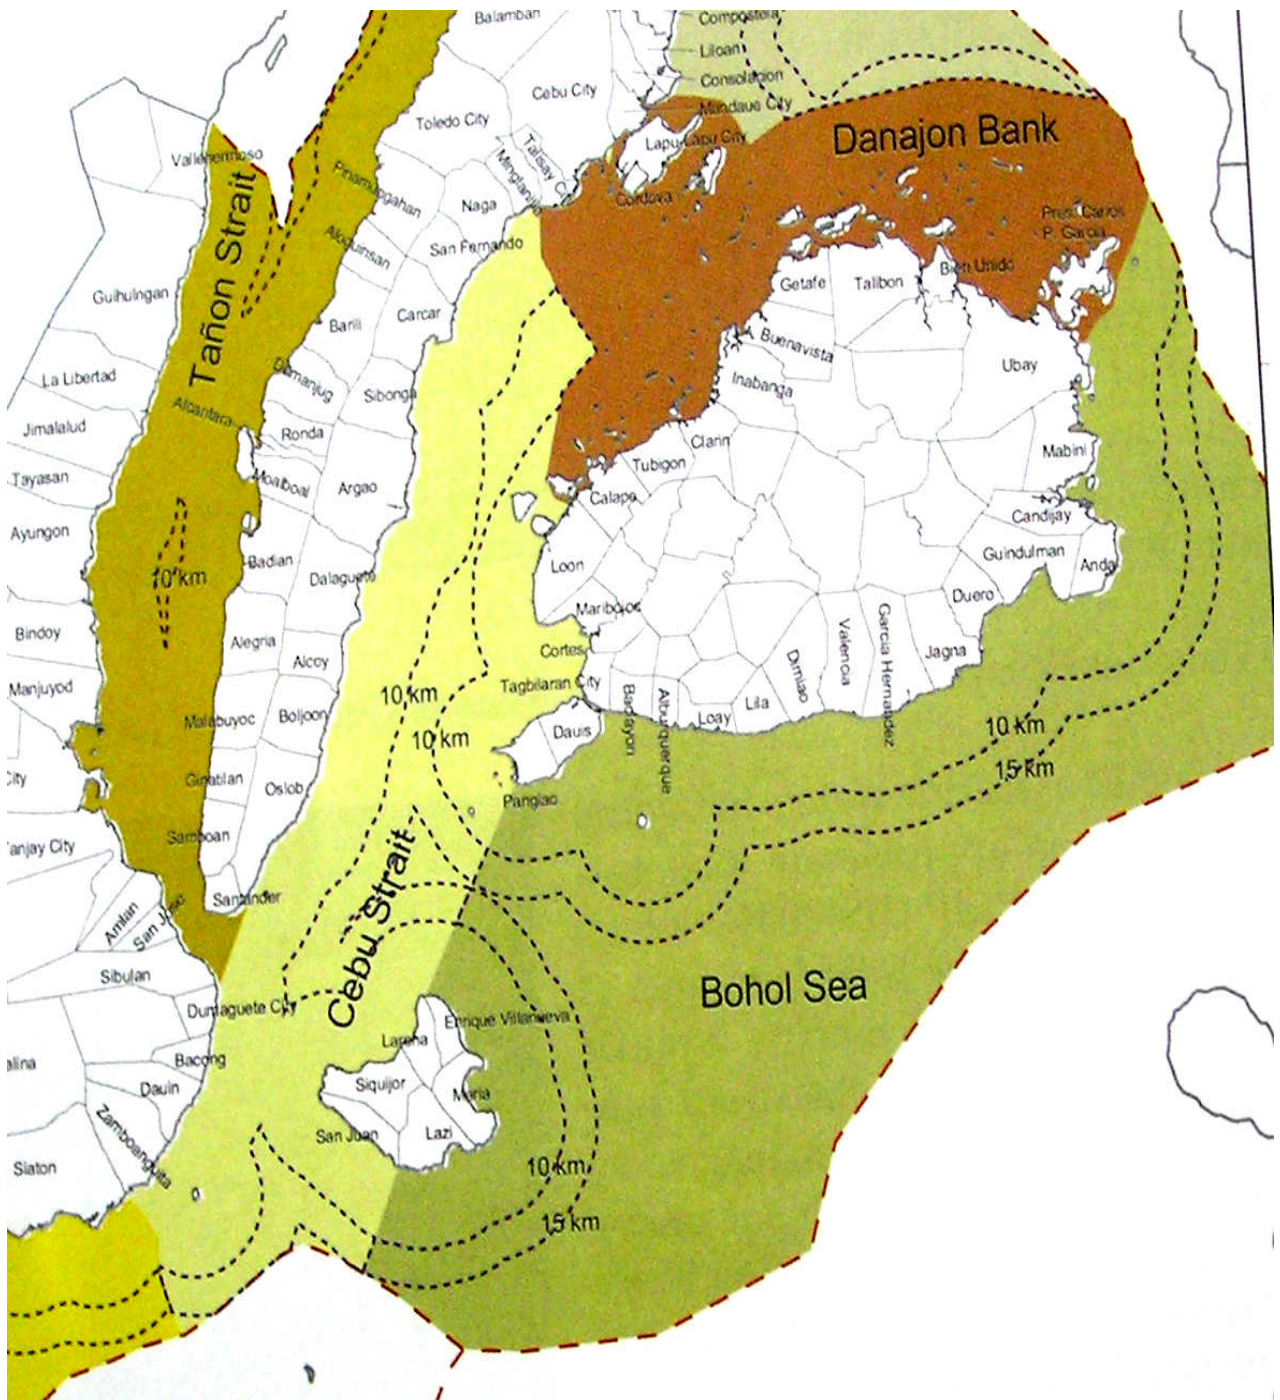 Balamban
Compostela
Liloan
Consolacion
Cebu City
Mandaue City
Toledo City
Lapu-Lapu City
Danajon Bank
Talisay City
Minglanilla
Vallehermoso
Pinamungahan
Naga
Cordova
Tañon Strait
Aloguinsan
San Fernando
Pres. Carlos
P. Garcia
Getafe
Talibon
Bien Unido
Guihulngan
Carcar
Barili
Buenavista
Ubay
La Libertad
Dumanjug
Sibonga
Inabanga
Alcantara
Jimalalud
Ronda
Clarin
Tubigon
Mabini
Tayasan
Moalboal
Argao
Calape
Candijay
Ayungon
Guindulman
Badian
Loon
Anda
10 km
Dalaguete
Duero
Maribojoc
Bindoy
Alegria
Alcoy
Cortes
Valencia
Garcia Hernandez
Jagna
Dimiao
Manjuyod
10 km
Tagbilaran City
Baclayon
Alburquerque
Lila
Loay
Malabuyoc
Boljoon
Dauis
10 km
10 km
15 km
City
Ginatilan
Oslob
Panglao
Samboan
anjay City
Cebu Strait
Santander
Amlan
San Jose
Sibulan
Bohol Sea
Dumaguete City
Enrique Villanueva
Larena
alina
Bacong
Siquijor
Maria
Dauin
San Juan
Lazi
Zamboanguita
Siaton
10 km
15 km